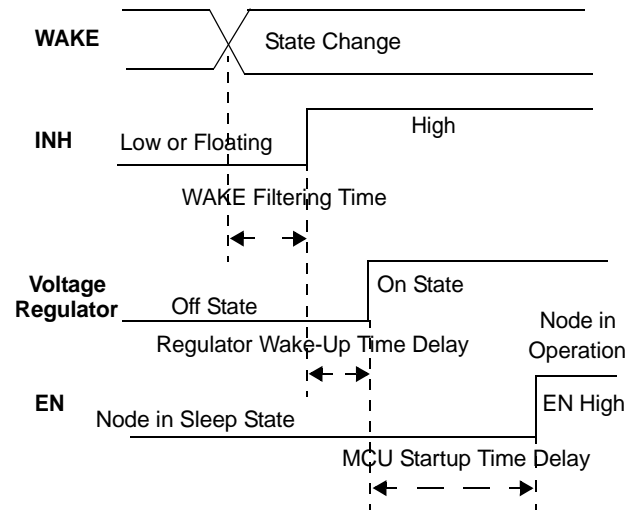 WAKE
State Change
INH
Low or Floating
High
WAKE Filtering Time
Voltage
Regulator
Off State
On State
Regulator Wake-Up Time Delay
Node in
Operation
EN
Node in Sleep State
EN High
MCU Startup Time Delay